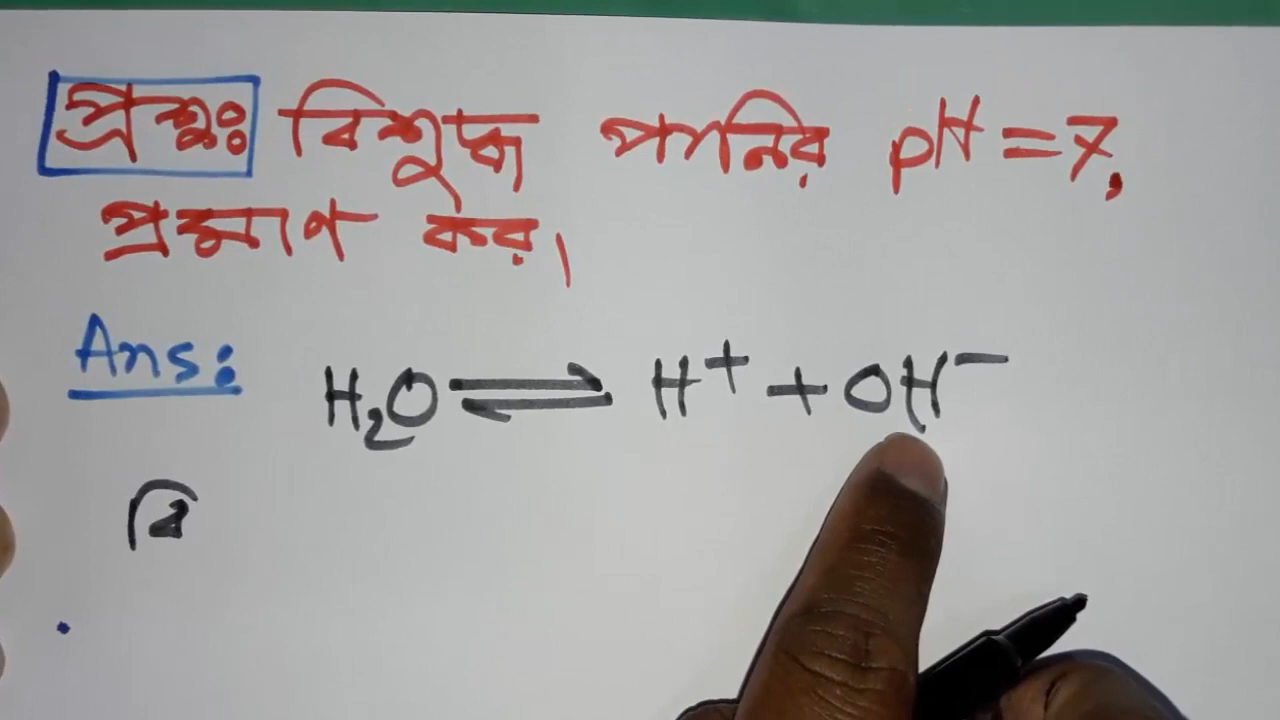 প্রশ্নঃ বিশুদ্ধ পানির pH = 7,
প্রমাণ কর।
Ans: H₂O ⇌ H⁺ + OH⁻
বি